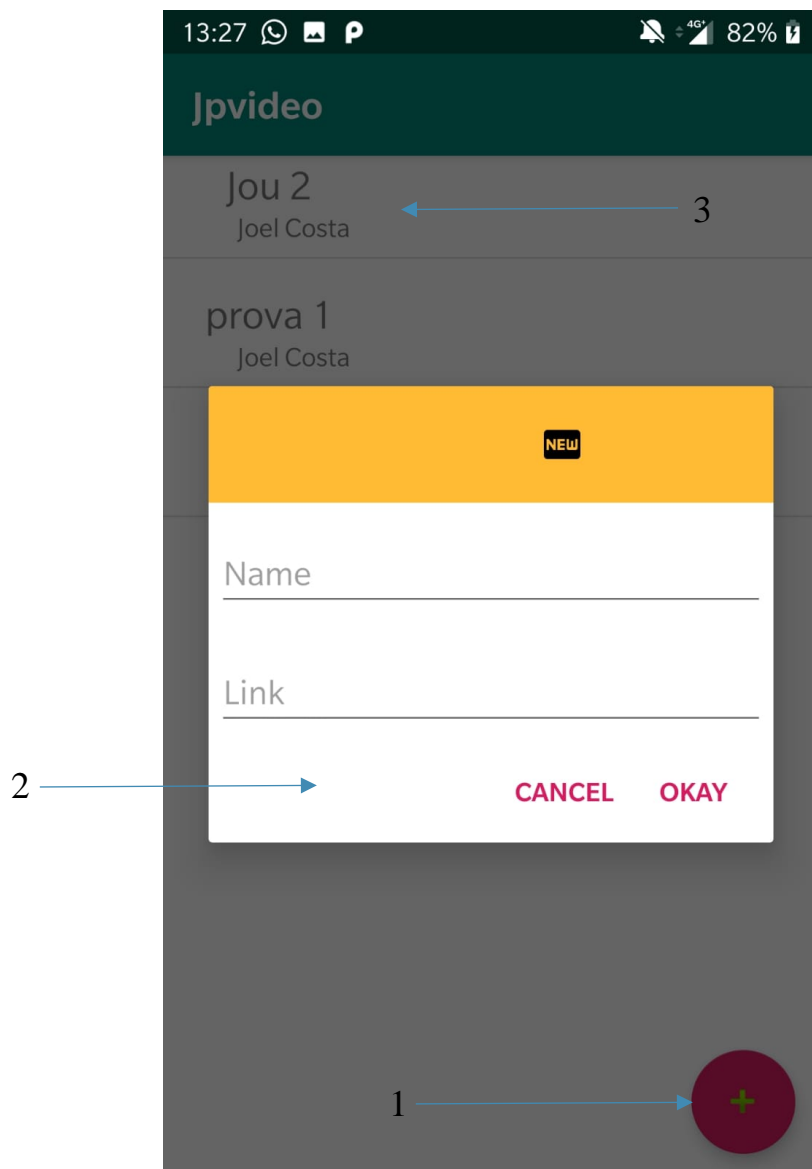 13:27 4G+ 82%
Jpvideo
Jou 2
3
Joel Costa
prova 1
Joel Costa
NEW
Name
Link
2
CANCEL OKAY
1 +